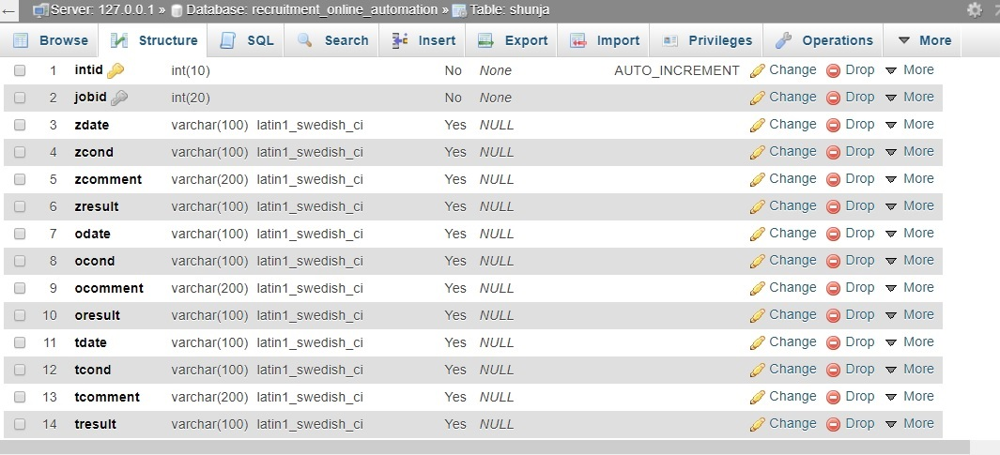 Server: 127.0.0.1 » Database: recruitment_online_automation » Table: shunja
Browse Structure SQL Search Insert Export Import Privileges Operations More
1 intid int(10) No None AUTO_INCREMENT Change Drop More
2 jobid int(20) No None Change Drop More
3 zdate varchar(100) latin1_swedish_ci Yes NULL Change Drop More
4 zcond varchar(100) latin1_swedish_ci Yes NULL Change Drop More
5 zcomment varchar(200) latin1_swedish_ci Yes NULL Change Drop More
6 zresult varchar(100) latin1_swedish_ci Yes NULL Change Drop More
7 odate varchar(100) latin1_swedish_ci Yes NULL Change Drop More
8 ocond varchar(100) latin1_swedish_ci Yes NULL Change Drop More
9 ocomment varchar(200) latin1_swedish_ci Yes NULL Change Drop More
10 oresult varchar(100) latin1_swedish_ci Yes NULL Change Drop More
11 tdate varchar(100) latin1_swedish_ci Yes NULL Change Drop More
12 tcond varchar(100) latin1_swedish_ci Yes NULL Change Drop More
13 tcomment varchar(200) latin1_swedish_ci Yes NULL Change Drop More
14 tresult varchar(100) latin1_swedish_ci Yes NULL Change Drop More